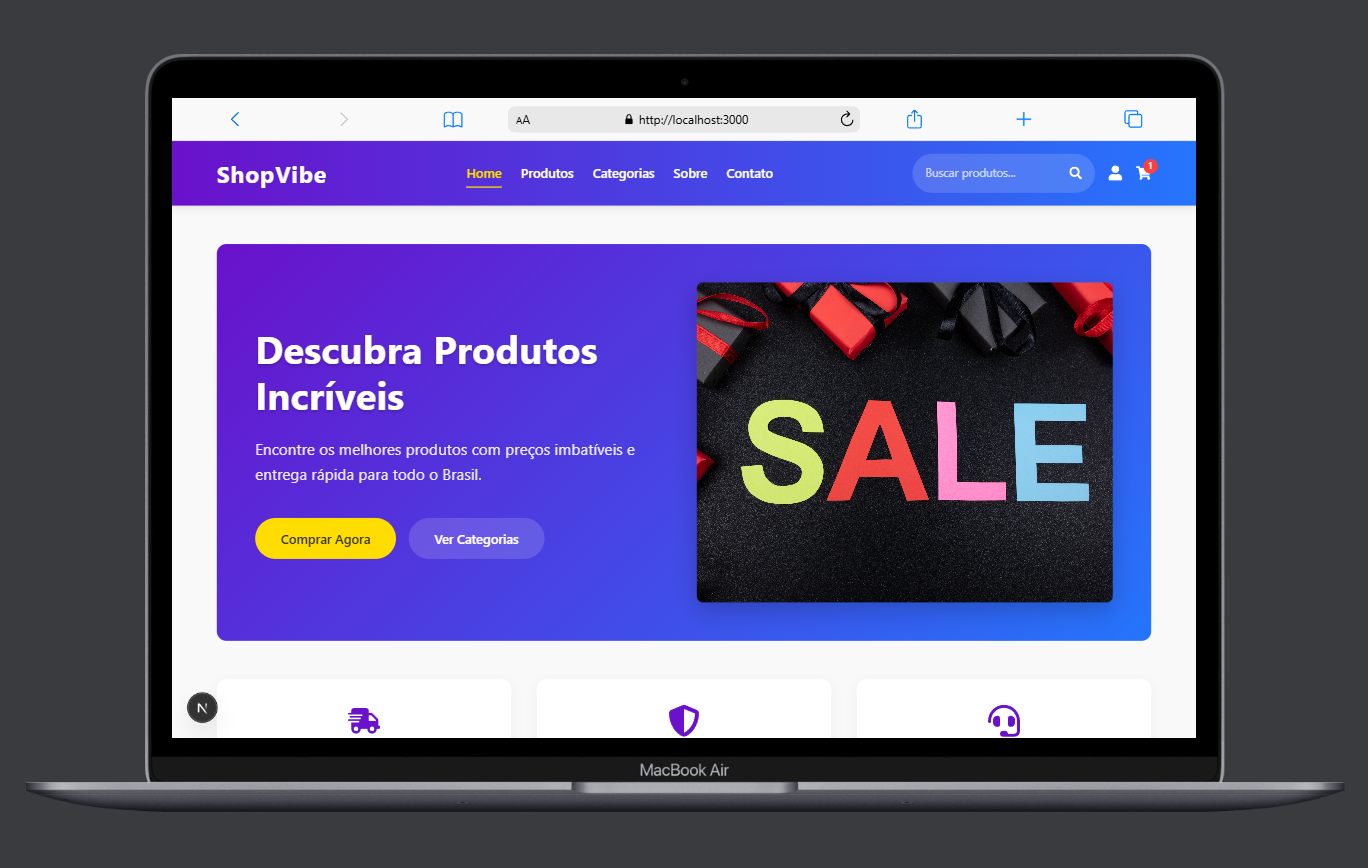 AA
http://localhost:3000
ShopVibe
Home
Produtos
Categorias
Sobre
Contato
Buscar produtos...
1
Descubra Produtos
Incríveis
Encontre os melhores produtos com preços imbatíveis e
entrega rápida para todo o Brasil.
Comprar Agora
Ver Categorias
SALE
N
MacBook Air